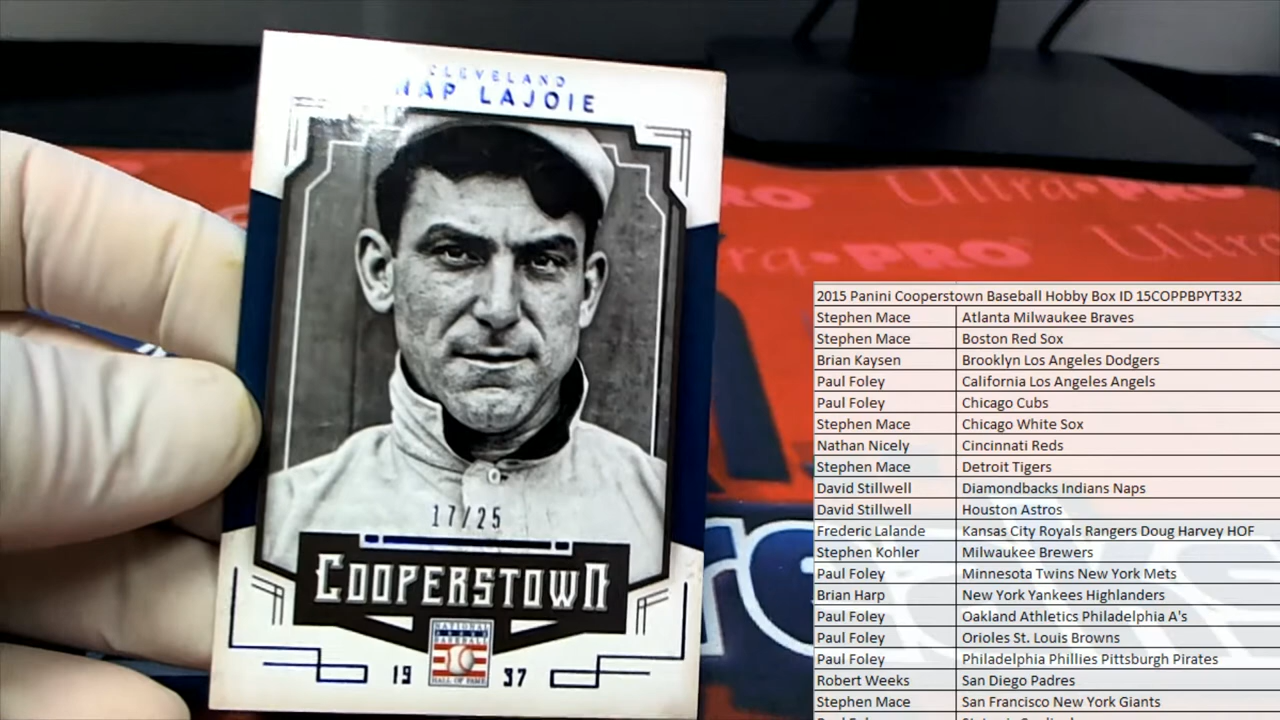 CLEVELAND
NAP LAJOIE
17/25
COOPERSTOWN
NATIONAL
BASEBALL
HALL OF FAME
19 37
Ultra•PRO
Ultra•PRO
Ultra
2015 Panini Cooperstown Baseball Hobby Box ID 15COPPBPYT332
Stephen Mace Atlanta Milwaukee Braves
Stephen Mace Boston Red Sox
Brian Kaysen Brooklyn Los Angeles Dodgers
Paul Foley California Los Angeles Angels
Paul Foley Chicago Cubs
Stephen Mace Chicago White Sox
Nathan Nicely Cincinnati Reds
Stephen Mace Detroit Tigers
David Stillwell Diamondbacks Indians Naps
David Stillwell Houston Astros
Frederic Lalande Kansas City Royals Rangers Doug Harvey HOF
Stephen Kohler Milwaukee Brewers
Paul Foley Minnesota Twins New York Mets
Brian Harp New York Yankees Highlanders
Paul Foley Oakland Athletics Philadelphia A's
Paul Foley Orioles St. Louis Browns
Paul Foley Philadelphia Phillies Pittsburgh Pirates
Robert Weeks San Diego Padres
Stephen Mace San Francisco New York Giants